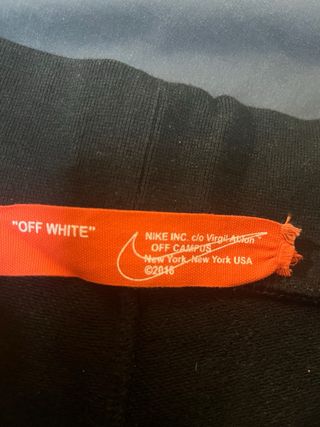 "OFF WHITE"
NIKE INC. c/o Virgil Abloh
OFF CAMPUS
New York, New York USA
©2018